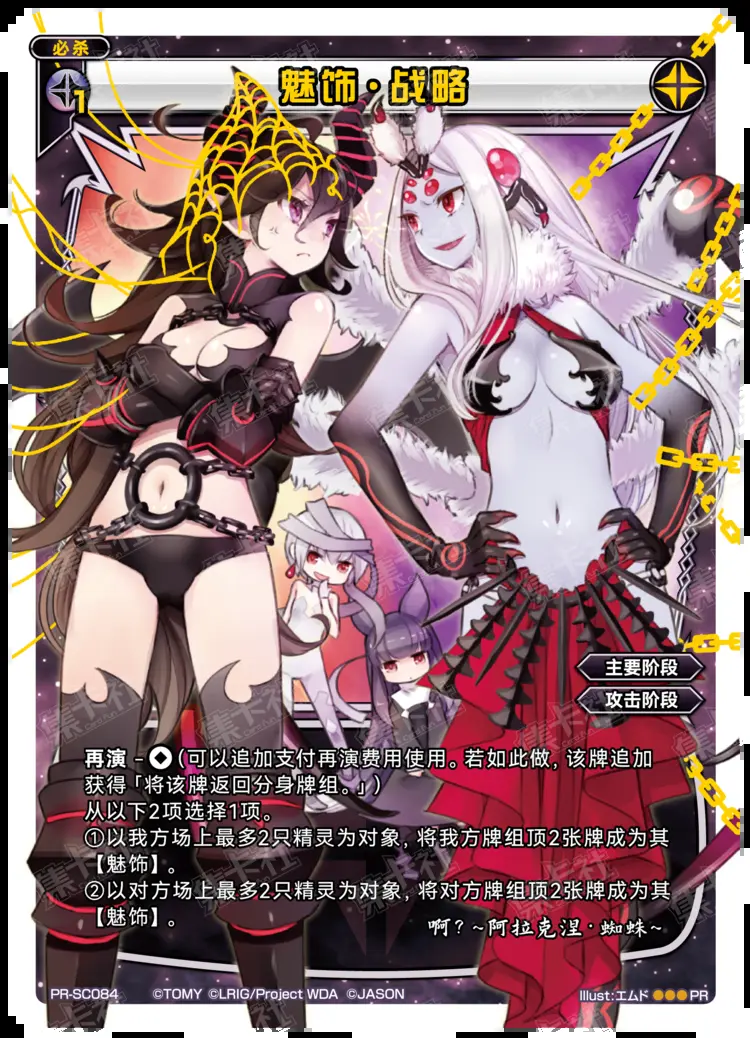 必杀
魅饰·战略
1
主要阶段
攻击阶段
再演 - (可以追加支付再演费用使用。若如此做, 该牌追加
获得「将该牌返回分身牌组。」)
从以下2项选择1项。
①以我方场上最多2只精灵为对象, 将我方牌组顶2张牌成为其
【魅饰】。
②以对方场上最多2只精灵为对象, 将对方牌组顶2张牌成为其
【魅饰】。
啊?~阿拉克涅·蜘蛛~
PR-SC084 ©TOMY ©LRIG/Project WDA ©JASON Illust:エムド PR
集卡社